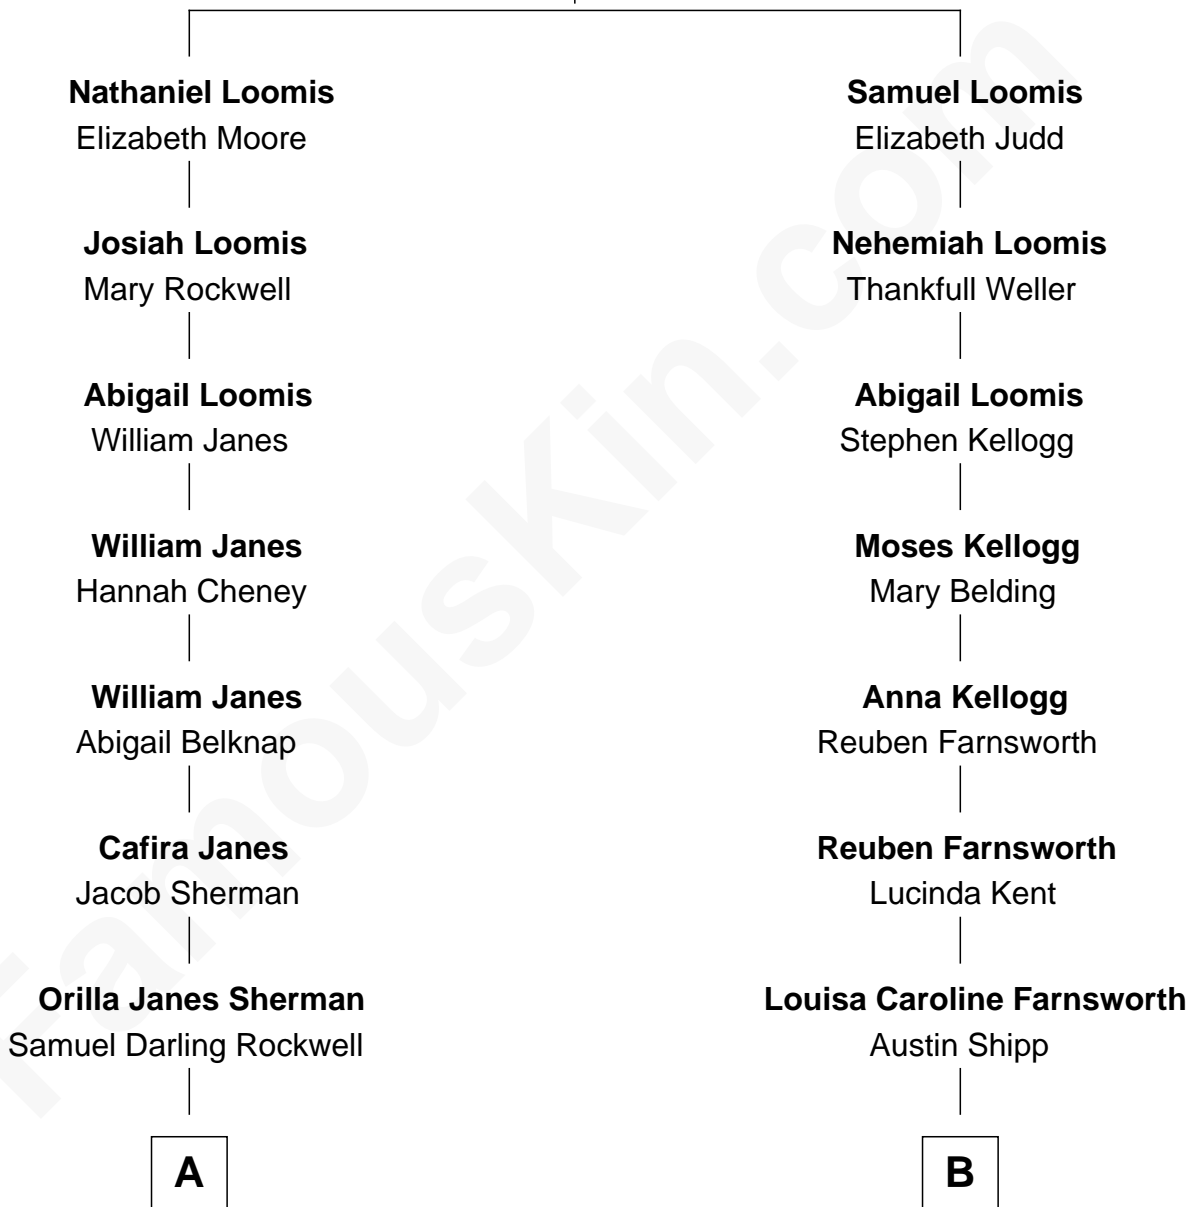 Nathaniel Loomis
Elizabeth Moore
Josiah Loomis
Mary Rockwell
Abigail Loomis
William Janes
William Janes
Hannah Cheney
William Janes
Abigail Belknap
Cafira Janes
Jacob Sherman
Orilla Janes Sherman
Samuel Darling Rockwell
A
Samuel Loomis
Elizabeth Judd
Nehemiah Loomis
Thankfull Weller
Abigail Loomis
Stephen Kellogg
Moses Kellogg
Mary Belding
Anna Kellogg
Reuben Farnsworth
Reuben Farnsworth
Lucinda Kent
Louisa Caroline Farnsworth
Austin Shipp
B
FamousKin.com